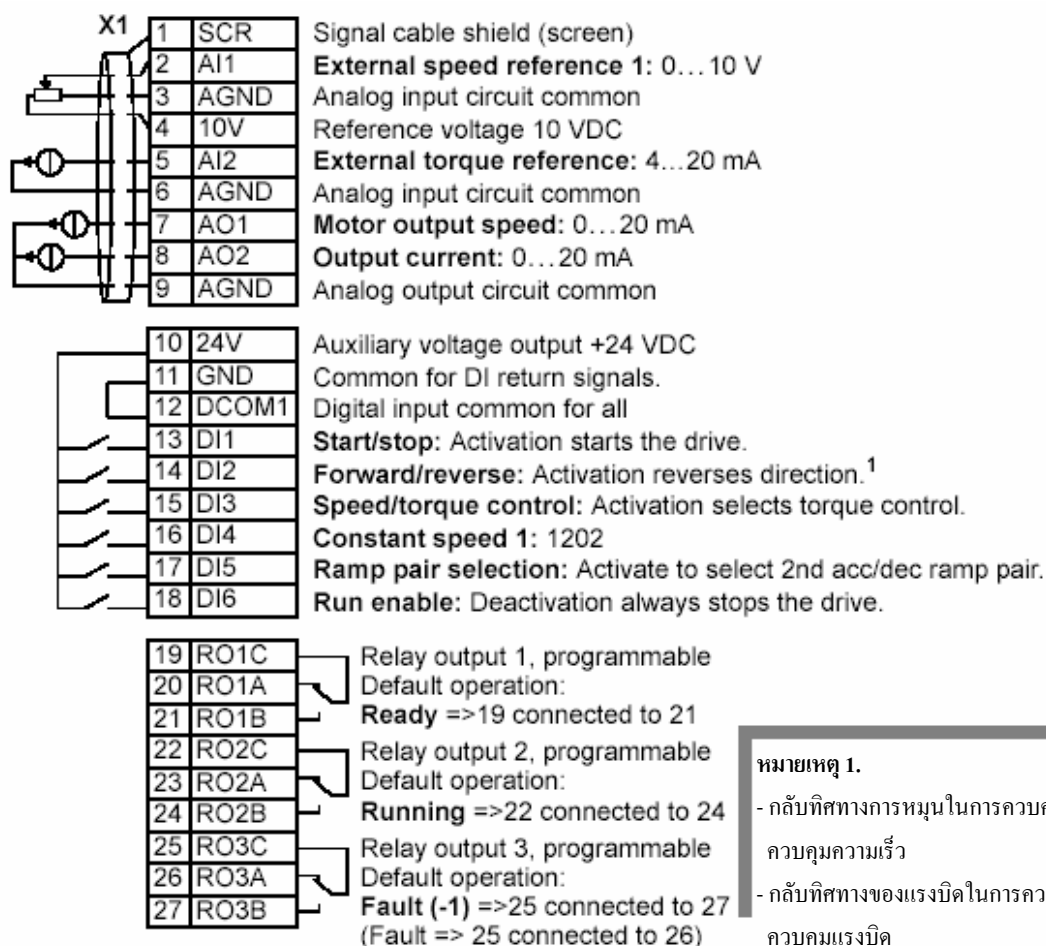 X1
1 SCR Signal cable shield (screen)
2 AI1 External speed reference 1: 0...10 V
3 AGND Analog input circuit common
4 10V Reference voltage 10 VDC
5 AI2 External torque reference: 4...20 mA
6 AGND Analog input circuit common
7 AO1 Motor output speed: 0...20 mA
8 AO2 Output current: 0...20 mA
9 AGND Analog output circuit common
10 24V Auxiliary voltage output +24 VDC
11 GND Common for DI return signals.
12 DCOM1 Digital input common for all
13 DI1 Start/stop: Activation starts the drive.
14 DI2 Forward/reverse: Activation reverses direction.1
15 DI3 Speed/torque control: Activation selects torque control.
16 DI4 Constant speed 1: 1202
17 DI5 Ramp pair selection: Activate to select 2nd acc/dec ramp pair.
18 DI6 Run enable: Deactivation always stops the drive.
19 RO1C Relay output 1, programmable
20 RO1A Default operation:
21 RO1B Ready =>19 connected to 21
22 RO2C Relay output 2, programmable
23 RO2A Default operation:
24 RO2B Running =>22 connected to 24
25 RO3C Relay output 3, programmable
26 RO3A Default operation:
27 RO3B Fault (-1) =>25 connected to 27
(Fault => 25 connected to 26)
หมายเหตุ 1.
- กลับทิศทางการหมุนในการ
ควบคุมความเร็ว
- กลับทิศทางของแรงบิดในการ
ควบคุมแรงบิด